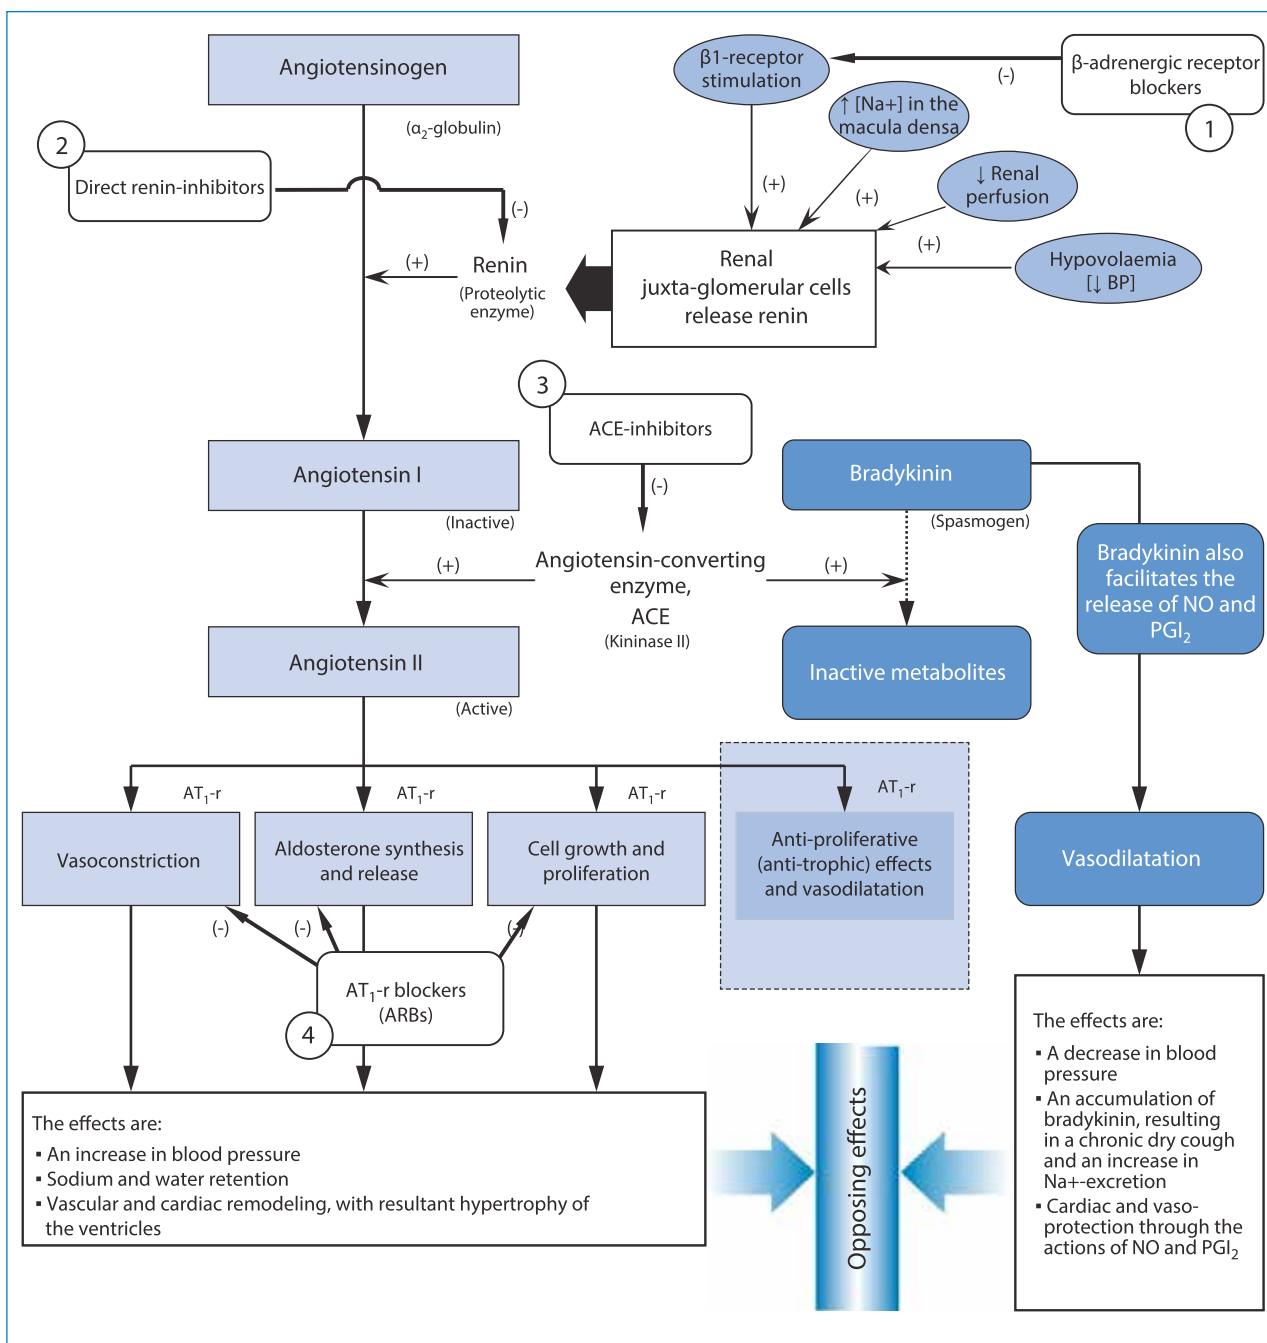 Angiotensinogen
(α₂-globulin)
β1-receptor
stimulation
(-)
β-adrenergic receptor
blockers
1
↑ [Na+] in the
macula densa
2
Direct renin-inhibitors
(-)
(+)
(+)
↓ Renal
perfusion
(+)
Hypovolaemia
[↓ BP]
(+)
Renin
(Proteolytic
enzyme)
Renal
juxta-glomerular cells
release renin
3
ACE-inhibitors
(-)
Angiotensin I
(Inactive)
Bradykinin
(Spasmogen)
Bradykinin also
facilitates the
release of NO and
PGI₂
(+)
Angiotensin-converting
enzyme,
ACE
(Kininase II)
(+)
Angiotensin II
(Active)
Inactive metabolites
AT₁-r
AT₁-r
AT₁-r
AT₁-r
Vasoconstriction
Aldosterone synthesis
and release
Cell growth and
proliferation
Anti-proliferative
(anti-trophic) effects
and vasodilatation
Vasodilatation
(-)
(-)
(-)
AT₁-r blockers
(ARBs)
4
The effects are:
▪ An increase in blood pressure
▪ Sodium and water retention
▪ Vascular and cardiac remodeling, with resultant hypertrophy of
the ventricles
Opposing effects
The effects are:
▪ A decrease in blood
pressure
▪ An accumulation of
bradykinin, resulting
in a chronic dry cough
and an increase in
Na+-excretion
▪ Cardiac and vaso-
protection through the
actions of NO and PGI₂